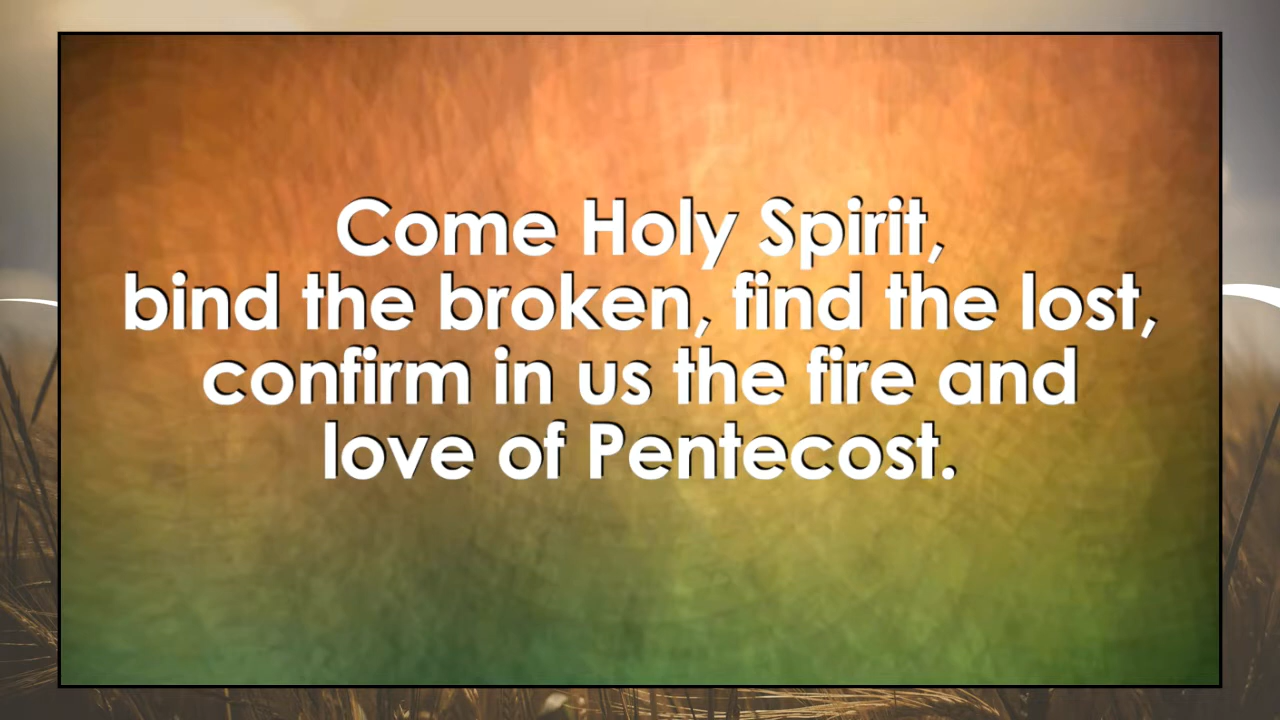 Come Holy Spirit,
bind the broken, find the lost,
confirm in us the fire and
love of Pentecost.